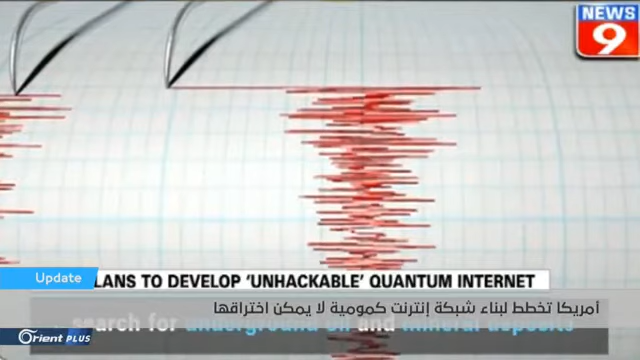 NEWS
9
LANS TO DEVELOP 'UNHACKABLE' QUANTUM INTERNET
Update
أمريكا تخطط لبناء شبكة إنترنت كمومية لا يمكن اختراقها
search for underground oil and mineral deposits
Orient PLUS